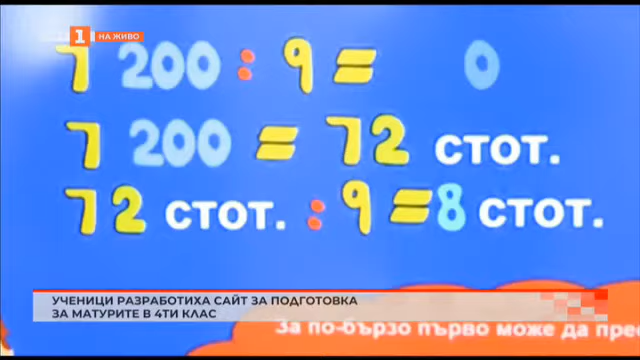 1 НА ЖИВО
7 200 : 9 = 0
7 200 = 72 стот.
72 стот. : 9 = 8 стот.
УЧЕНИЦИ РАЗРАБОТИХА САЙТ ЗА ПОДГОТОВКА
ЗА МАТУРИТЕ В 4ТИ КЛАС
За по-бързо първо може да